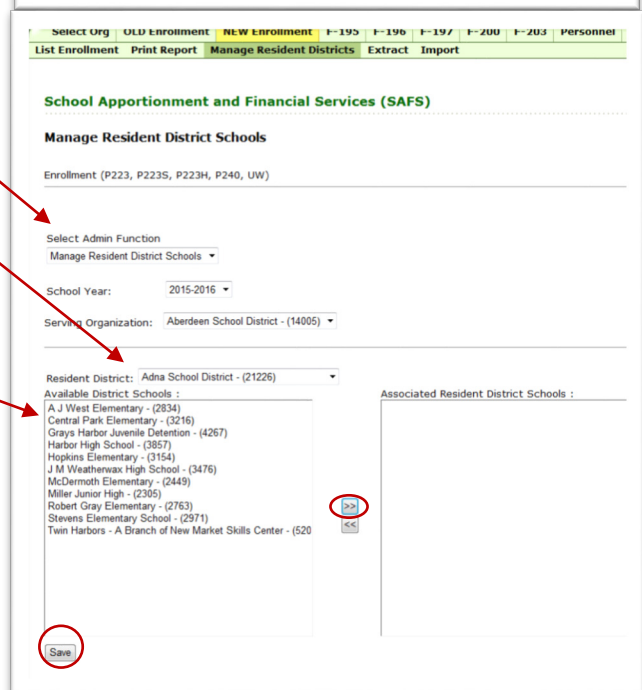 Select Org OLD Enrollment NEW Enrollment F-195 F-196 F-197 F-200 F-203 Personnel
List Enrollment Print Report Manage Resident Districts Extract Import
School Apportionment and Financial Services (SAFS)
Manage Resident District Schools
Enrollment (P223, P223S, P223H, P240, UW)
Select Admin Function
Manage Resident District Schools
School Year: 2015-2016
Serving Organization: Aberdeen School District - (14005)
Resident District: Adna School District - (21226)
Available District Schools : Associated Resident District Schools :
A J West Elementary - (2834)
Central Park Elementary - (3216)
Grays Harbor Juvenile Detention - (4267)
Harbor High School - (3857)
Hopkins Elementary - (3154)
J M Weatherwax High School - (3476)
McDermoth Elementary - (2449)
Miller Junior High - (2305)
Robert Gray Elementary - (2763)
>>
Stevens Elementary School - (2971)
<<
Twin Harbors - A Branch of New Market Skills Center - (520
Save